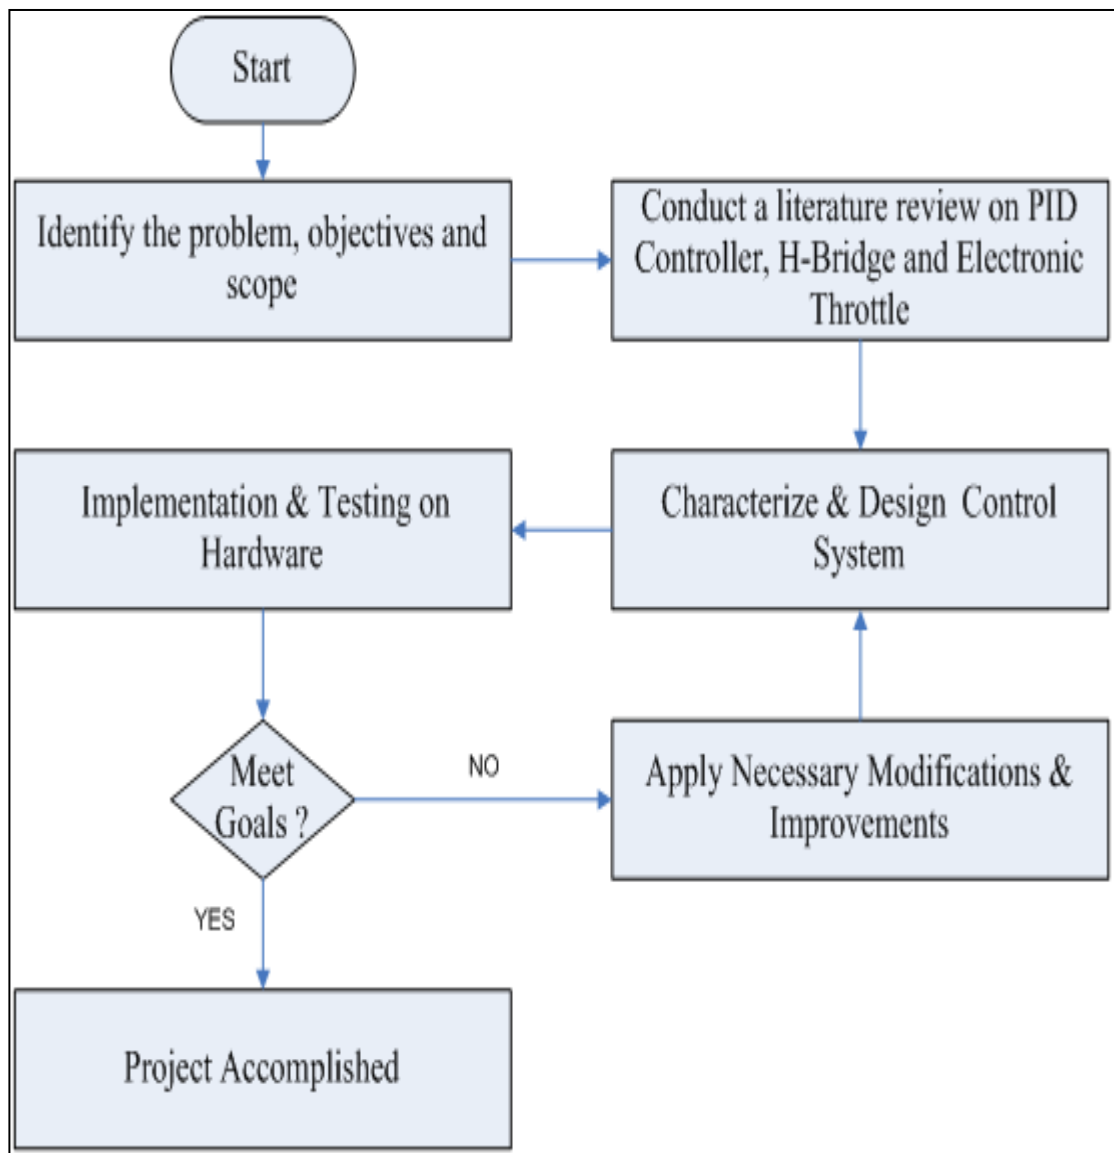 Start
Identify the problem, objectives and
scope
Conduct a literature review on PID
Controller, H-Bridge and Electronic
Throttle
Characterize & Design Control
System
Implementation & Testing on
Hardware
Meet
Goals ?
NO
Apply Necessary Modifications &
Improvements
YES
Project Accomplished